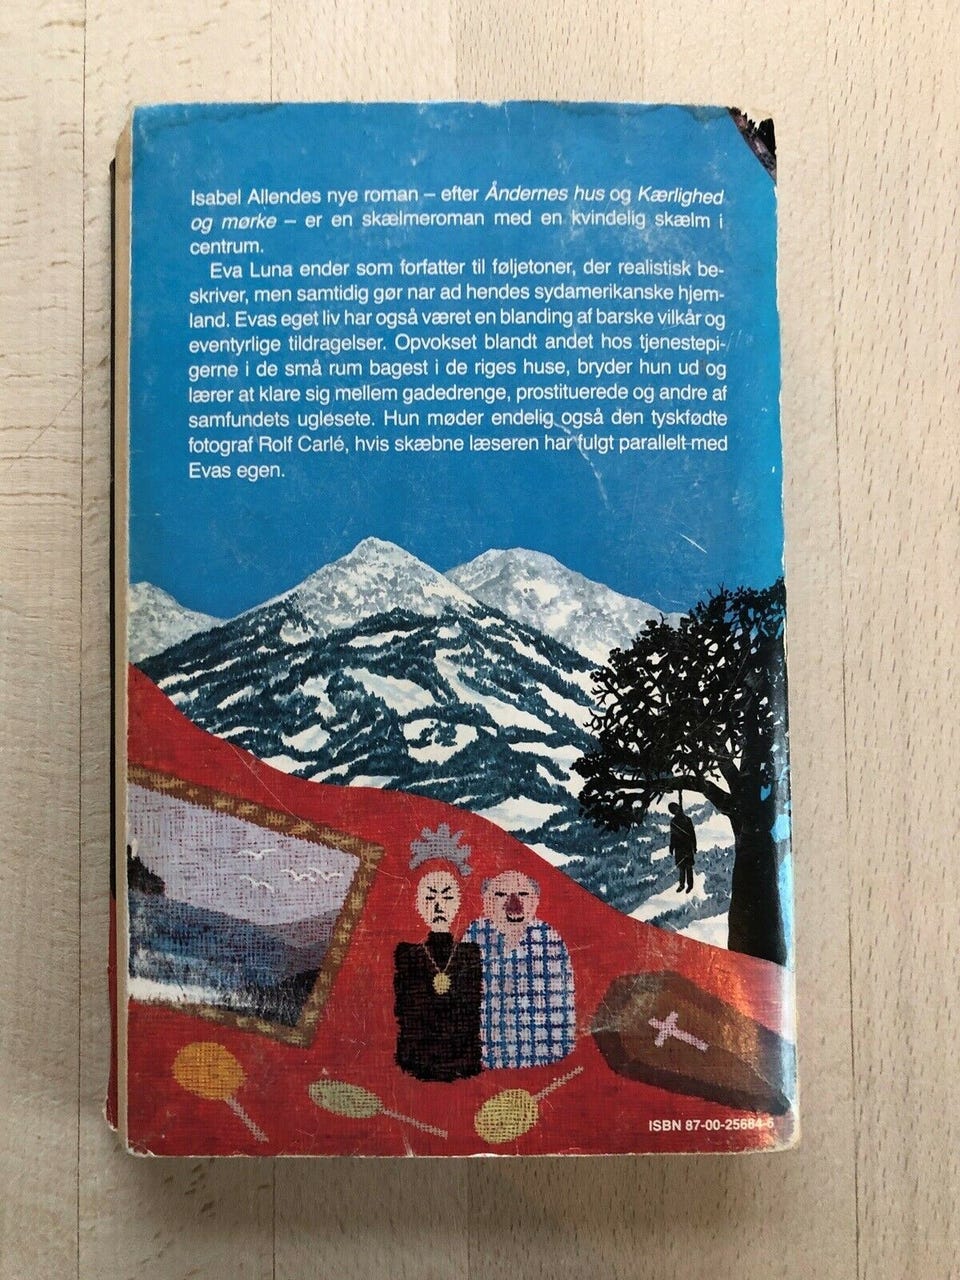 Isabel Allendes nye roman – efter Åndernes hus og Kærlighed
og mørke – er en skælmeroman med en kvindelig skælm i
centrum.
Eva Luna ender som forfatter til føljetoner, der realistisk be-
skriver, men samtidig gør nar ad hendes sydamerikanske hjem-
land. Evas eget liv har også været en blanding af barske vilkår og
eventyrlige tildragelser. Opvokset blandt andet hos tjenestepi-
gerne i de små rum bagest i de riges huse, bryder hun ud og
lærer at klare sig mellem gadedrenge, prostituerede og andre af
samfundets uglesete. Hun møder endelig også den tyskfødte
fotograf Rolf Carlé, hvis skæbne læseren har fulgt parallelt med
Evas egen.
ISBN 87-00-25684-6